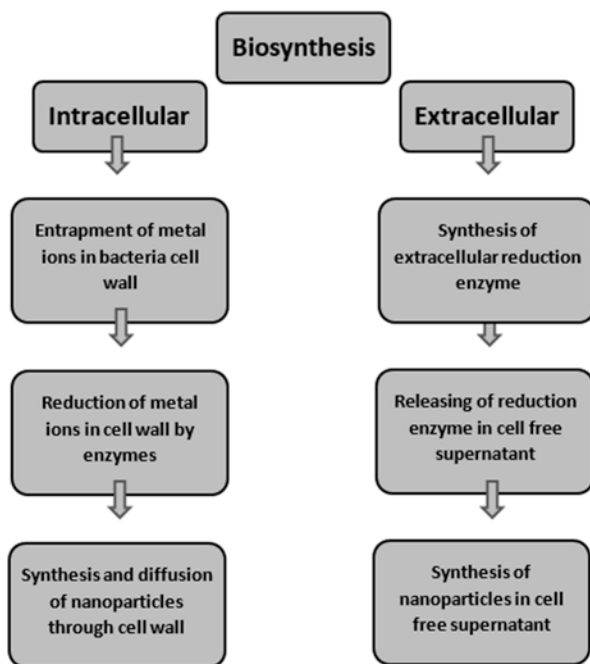 Biosynthesis
Intracellular
Extracellular
Entrapment of metal
ions in bacteria cell
wall
Synthesis of
extracellular reduction
enzyme
Reduction of metal
ions in cell wall by
enzymes
Releasing of reduction
enzyme in cell free
supernatant
Synthesis and diffusion
of nanoparticles
through cell wall
Synthesis of
nanoparticles in cell
free supernatant